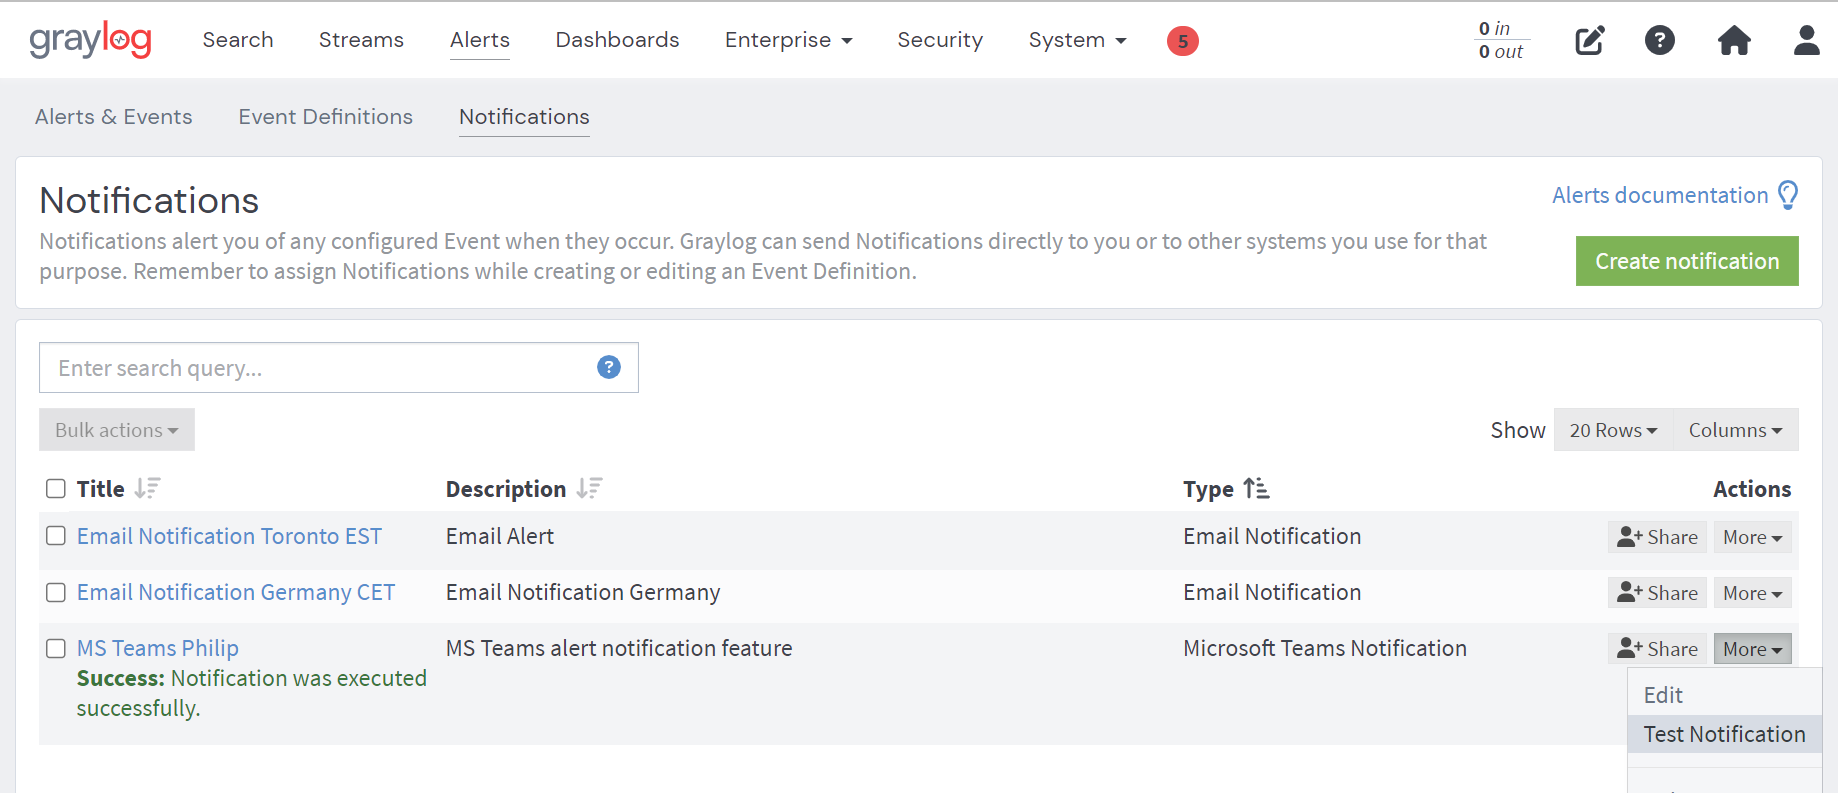 graylog Search Streams Alerts Dashboards Enterprise Security System 5 0 in
0 out
Alerts & Events Event Definitions Notifications
Notifications
Alerts documentation
Notifications alert you of any configured Event when they occur. Graylog can send Notifications directly to you or to other systems you use for that
purpose. Remember to assign Notifications while creating or editing an Event Definition.
Create notification
Enter search query...
Bulk actions Show 20 Rows Columns
Title Description Type Actions
Email Notification Toronto EST Email Alert Email Notification Share More
Email Notification Germany CET Email Notification Germany Email Notification Share More
MS Teams Philip MS Teams alert notification feature Microsoft Teams Notification Share More
Success: Notification was executed
successfully.
Edit
Test Notification